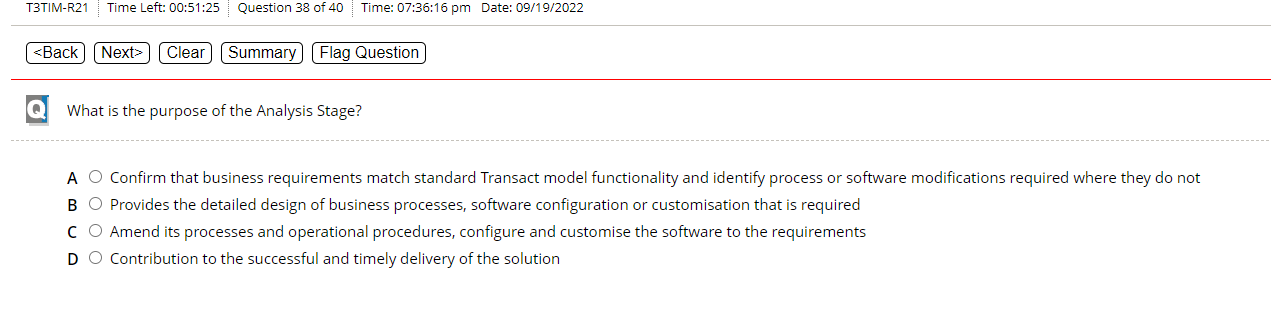 T3TIM-R21 Time Left: 00:51:25 Question 38 of 40 Time: 07:36:16 pm Date: 09/19/2022
<Back Next> Clear Summary Flag Question
Q What is the purpose of the Analysis Stage?
A Confirm that business requirements match standard Transact model functionality and identify process or software modifications required where they do not
B Provides the detailed design of business processes, software configuration or customisation that is required
C Amend its processes and operational procedures, configure and customise the software to the requirements
D Contribution to the successful and timely delivery of the solution